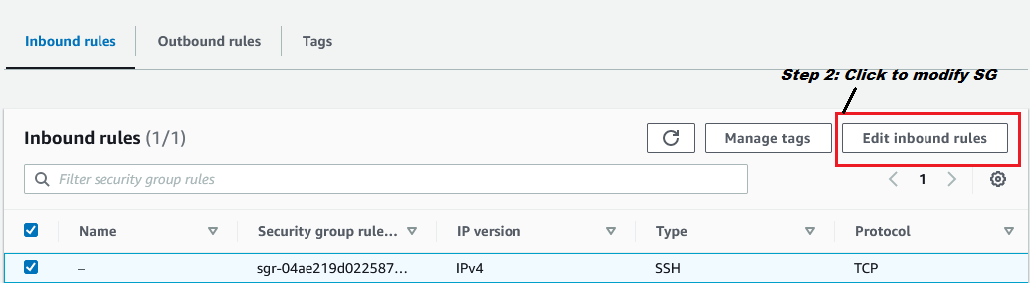 Inbound rules Outbound rules Tags
Step 2: Click to modify SG
Inbound rules (1/1) Manage tags Edit inbound rules
Filter security group rules 1
Name Security group rule... IP version Type Protocol
– sgr-04ae219d022587... IPv4 SSH TCP